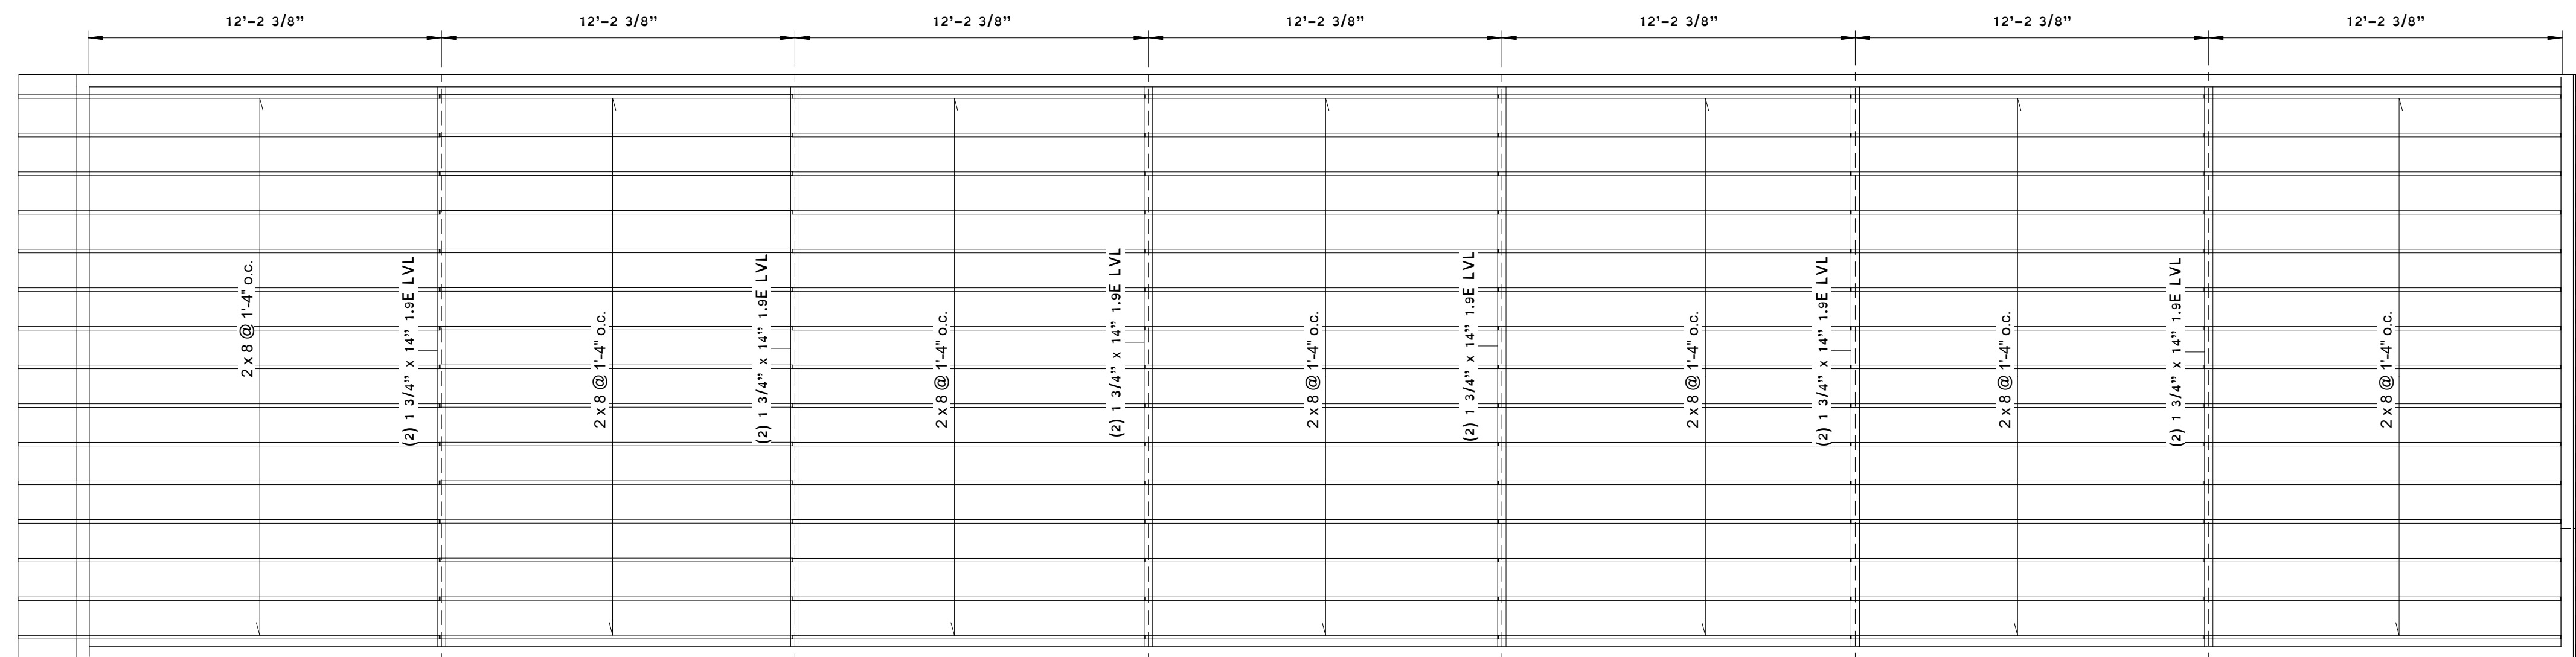 12’-2 3/8”
12’-2 3/8”
12’-2 3/8”
12’-2 3/8”
12’-2 3/8”
12’-2 3/8”
12’-2 3/8”
2 x 8 @ 1'-4" o.c.
(2) 1 3/4” x 14” 1.9E LVL
2 x 8 @ 1'-4" o.c.
(2) 1 3/4” x 14” 1.9E LVL
2 x 8 @ 1'-4" o.c.
(2) 1 3/4” x 14” 1.9E LVL
2 x 8 @ 1'-4" o.c.
(2) 1 3/4” x 14” 1.9E LVL
2 x 8 @ 1'-4" o.c.
(2) 1 3/4” x 14” 1.9E LVL
2 x 8 @ 1'-4" o.c.
(2) 1 3/4” x 14” 1.9E LVL
2 x 8 @ 1'-4" o.c.